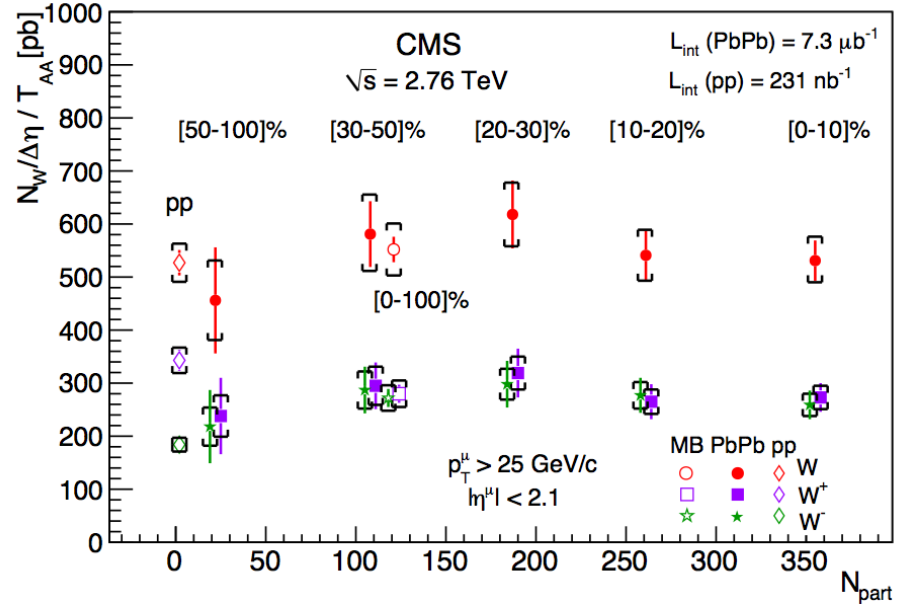 N_W/Δη / T_AA [pb]
1000
900
800
700
600
500
400
300
200
100
0
CMS
√s = 2.76 TeV
L_int (PbPb) = 7.3 μb⁻¹
L_int (pp) = 231 nb⁻¹
[50-100]% [30-50]% [20-30]% [10-20]% [0-10]%
pp
[0-100]%
p_T^μ > 25 GeV/c
|η^μ| < 2.1
MB PbPb pp
W
W⁺
W⁻
0 50 100 150 200 250 300 350
N_part